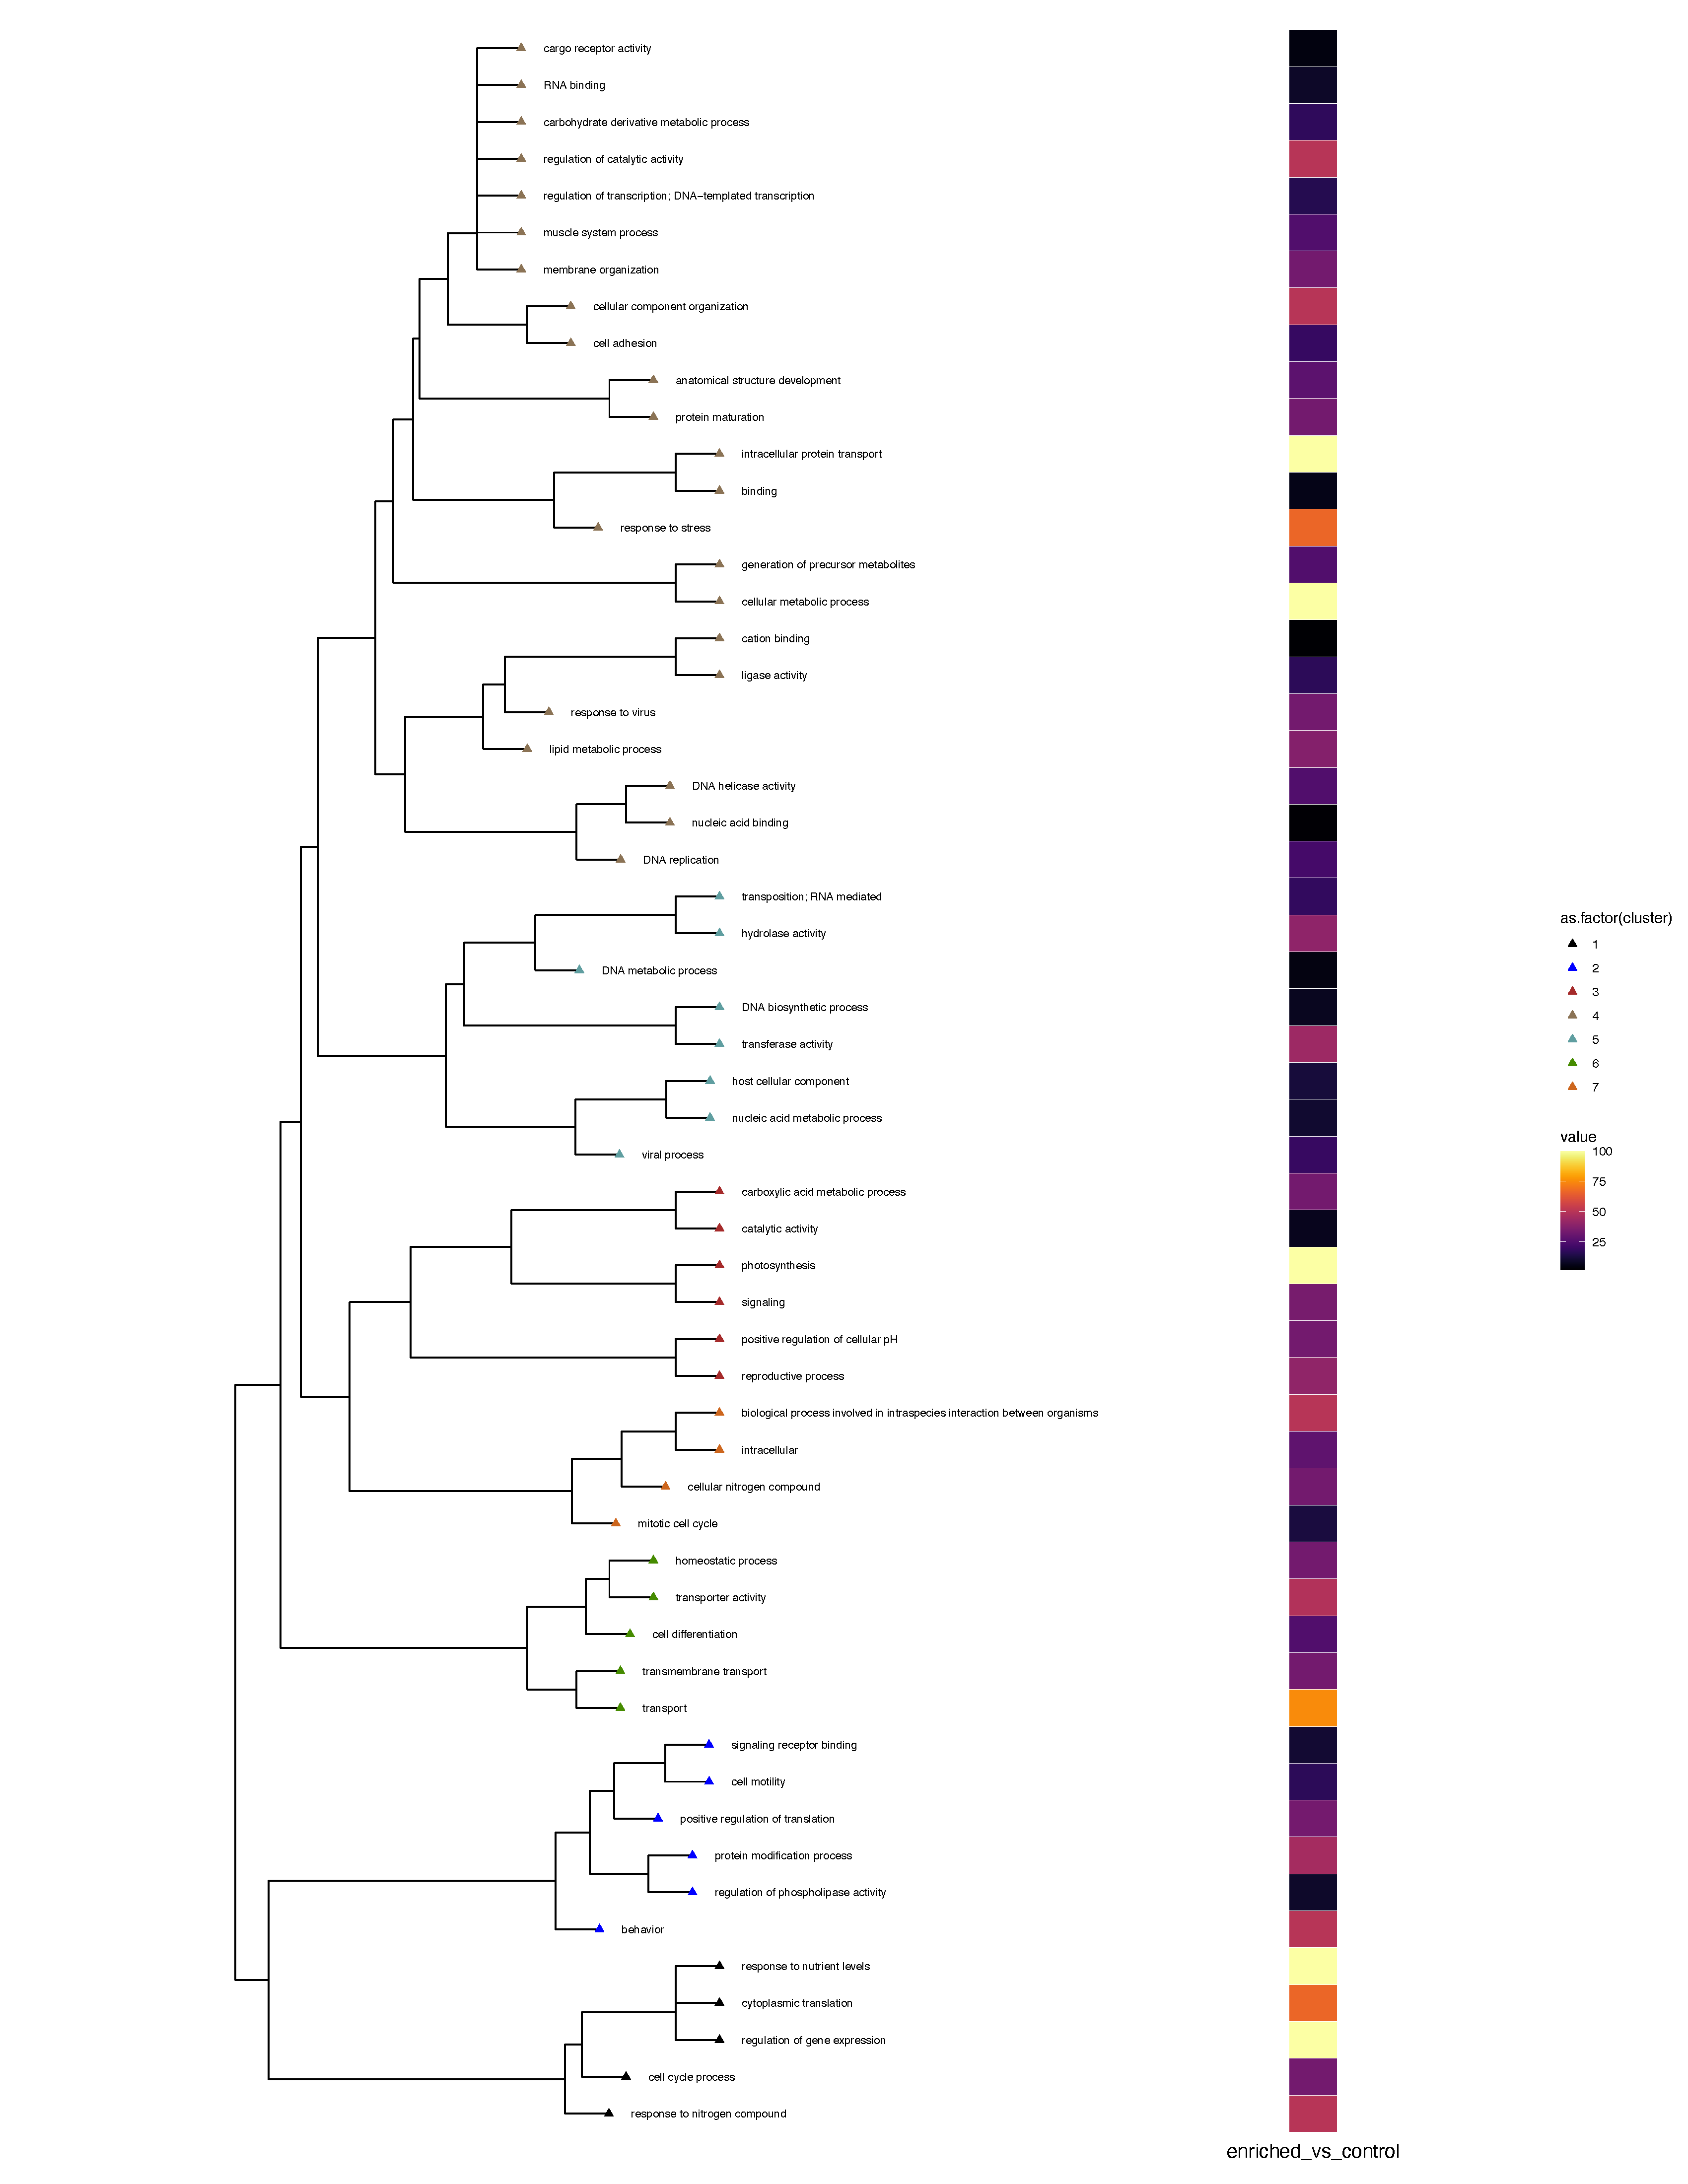 cargo receptor activity
RNA binding
carbohydrate derivative metabolic process
regulation of catalytic activity
regulation of transcription; DNA−templated transcription
muscle system process
membrane organization
cellular component organization
cell adhesion
anatomical structure development
protein maturation
intracellular protein transport
binding
response to stress
generation of precursor metabolites
cellular metabolic process
cation binding
ligase activity
response to virus
lipid metabolic process
DNA helicase activity
nucleic acid binding
DNA replication
transposition; RNA mediated
hydrolase activity
DNA metabolic process
DNA biosynthetic process
transferase activity
host cellular component
nucleic acid metabolic process
viral process
carboxylic acid metabolic process
catalytic activity
photosynthesis
signaling
positive regulation of cellular pH
reproductive process
biological process involved in intraspecies interaction between organisms
intracellular
cellular nitrogen compound
mitotic cell cycle
homeostatic process
transporter activity
cell differentiation
transmembrane transport
transport
signaling receptor binding
cell motility
positive regulation of translation
protein modification process
regulation of phospholipase activity
behavior
response to nutrient levels
cytoplasmic translation
regulation of gene expression
cell cycle process
response to nitrogen compound
enriched_vs_control
as.factor(cluster)
1
2
3
4
5
6
7
value
100
75
50
25